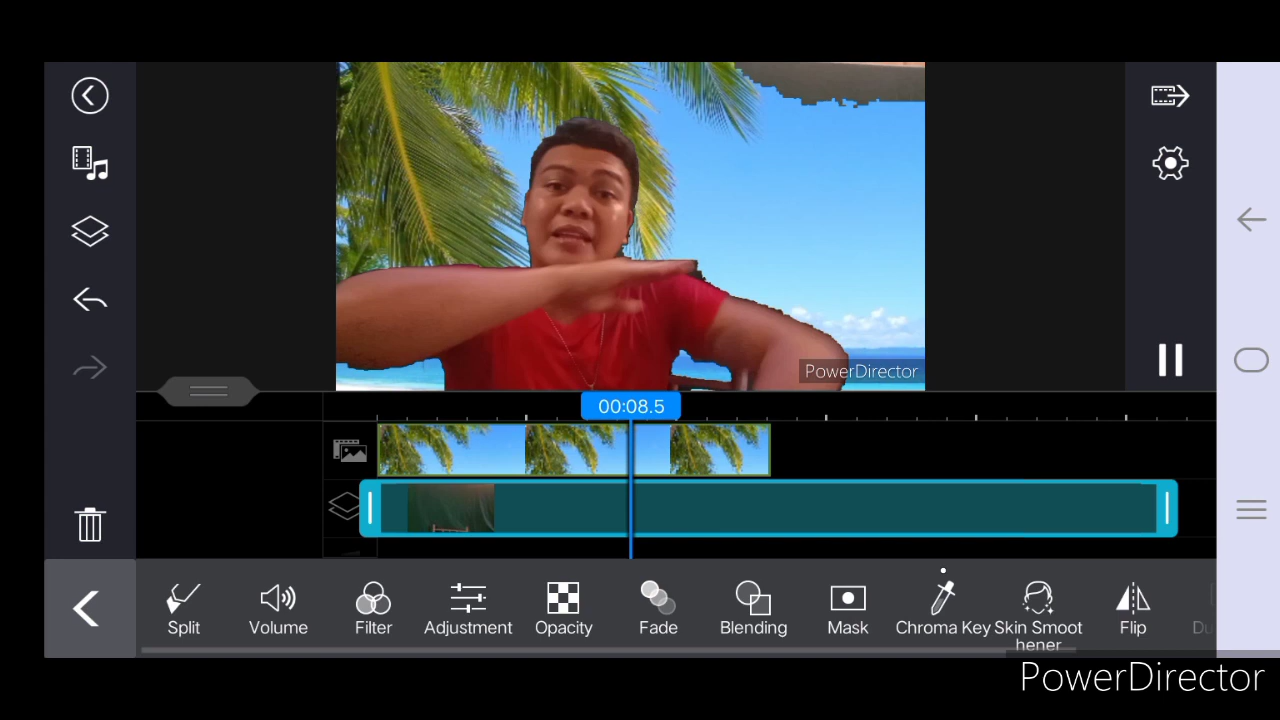 PowerDirector
00:08.5
Split
Volume
Filter
Adjustment
Opacity
Fade
Blending
Mask
Chroma Key
Skin Smoot
hener
Flip
Du
PowerDirector